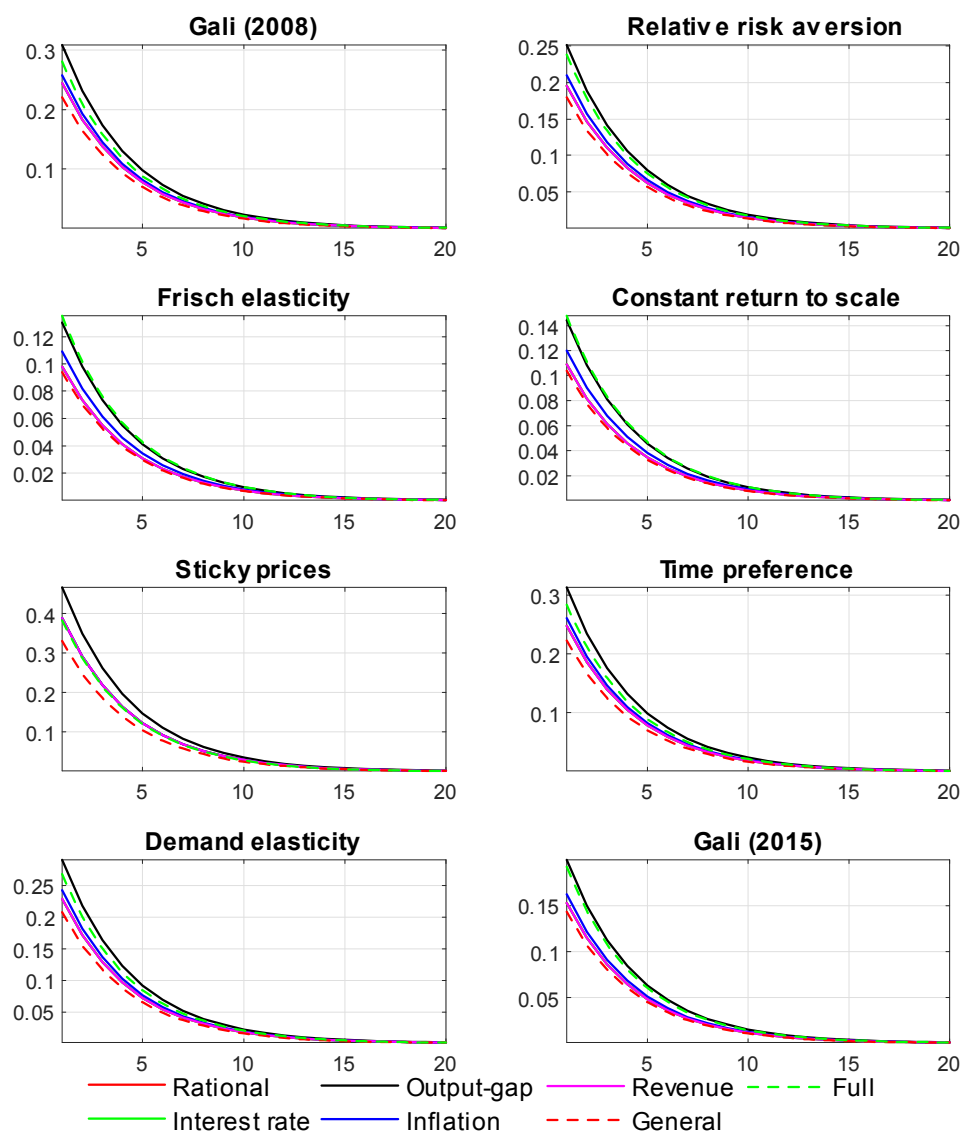 Gali (2008)
0.3
0.2
0.1
5 10 15 20
Relative risk aversion
0.25
0.2
0.15
0.1
0.05
5 10 15 20
Frisch elasticity
0.12
0.1
0.08
0.06
0.04
0.02
5 10 15 20
Constant return to scale
0.14
0.12
0.1
0.08
0.06
0.04
0.02
5 10 15 20
Sticky prices
0.4
0.3
0.2
0.1
5 10 15 20
Time preference
0.3
0.2
0.1
5 10 15 20
Demand elasticity
0.25
0.2
0.15
0.1
0.05
5 10 15 20
Gali (2015)
0.15
0.1
0.05
5 10 15 20
Rational Output-gap Revenue Full
Interest rate Inflation General